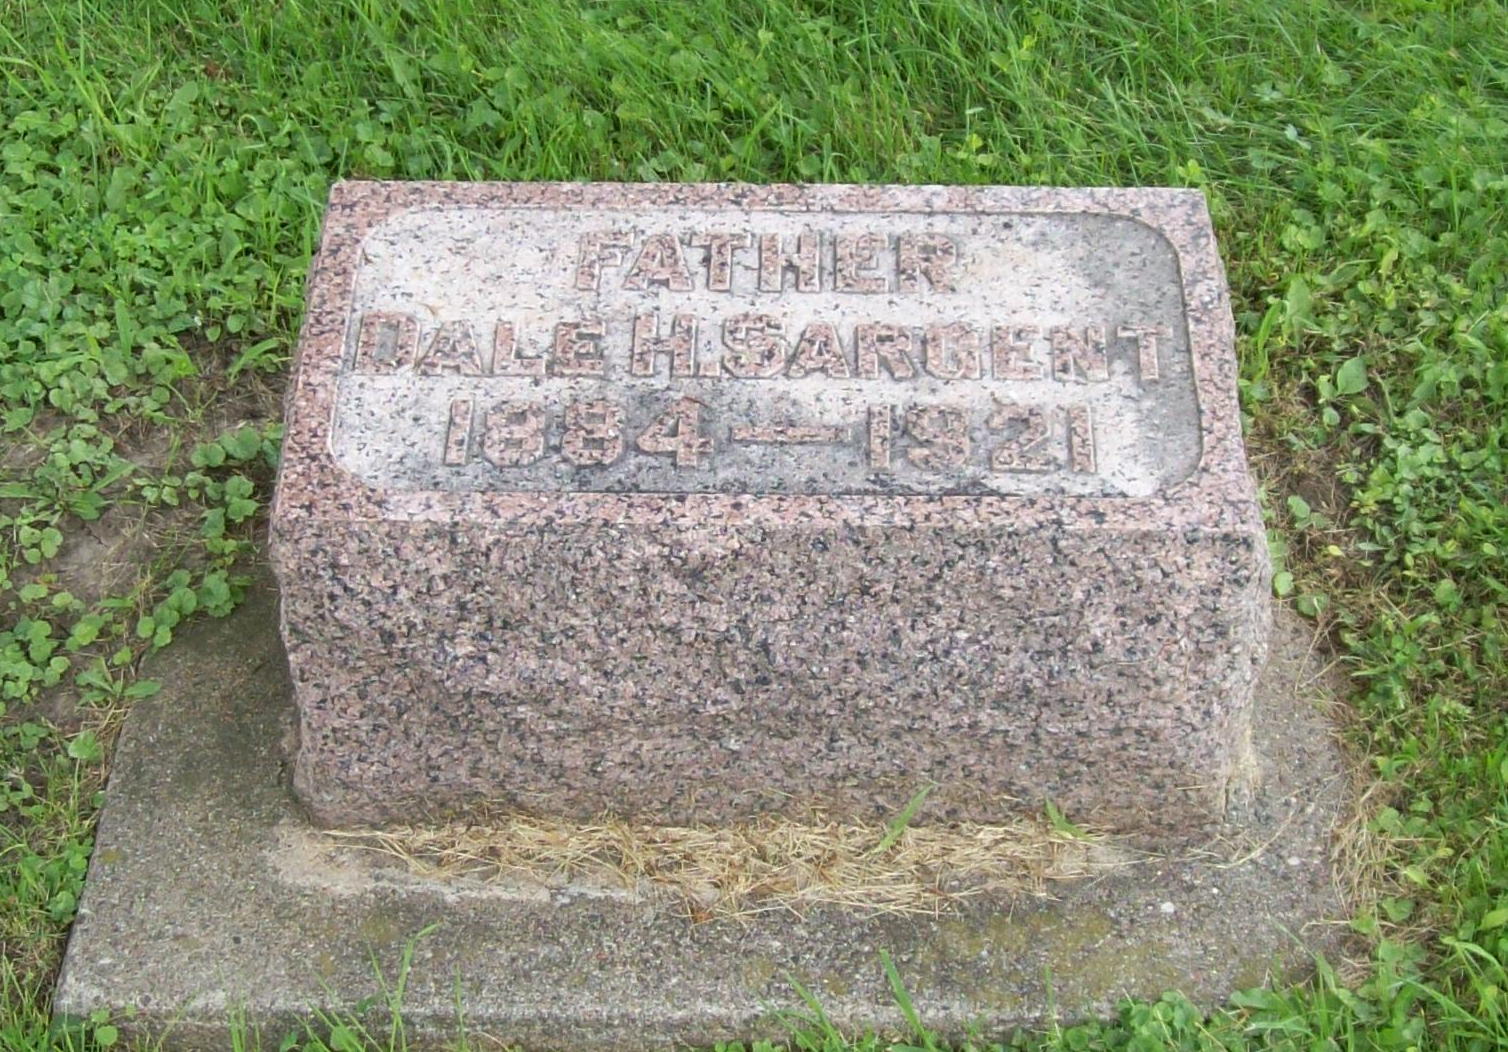 FATHER
DALE H. SARGENT
1884 — 1921